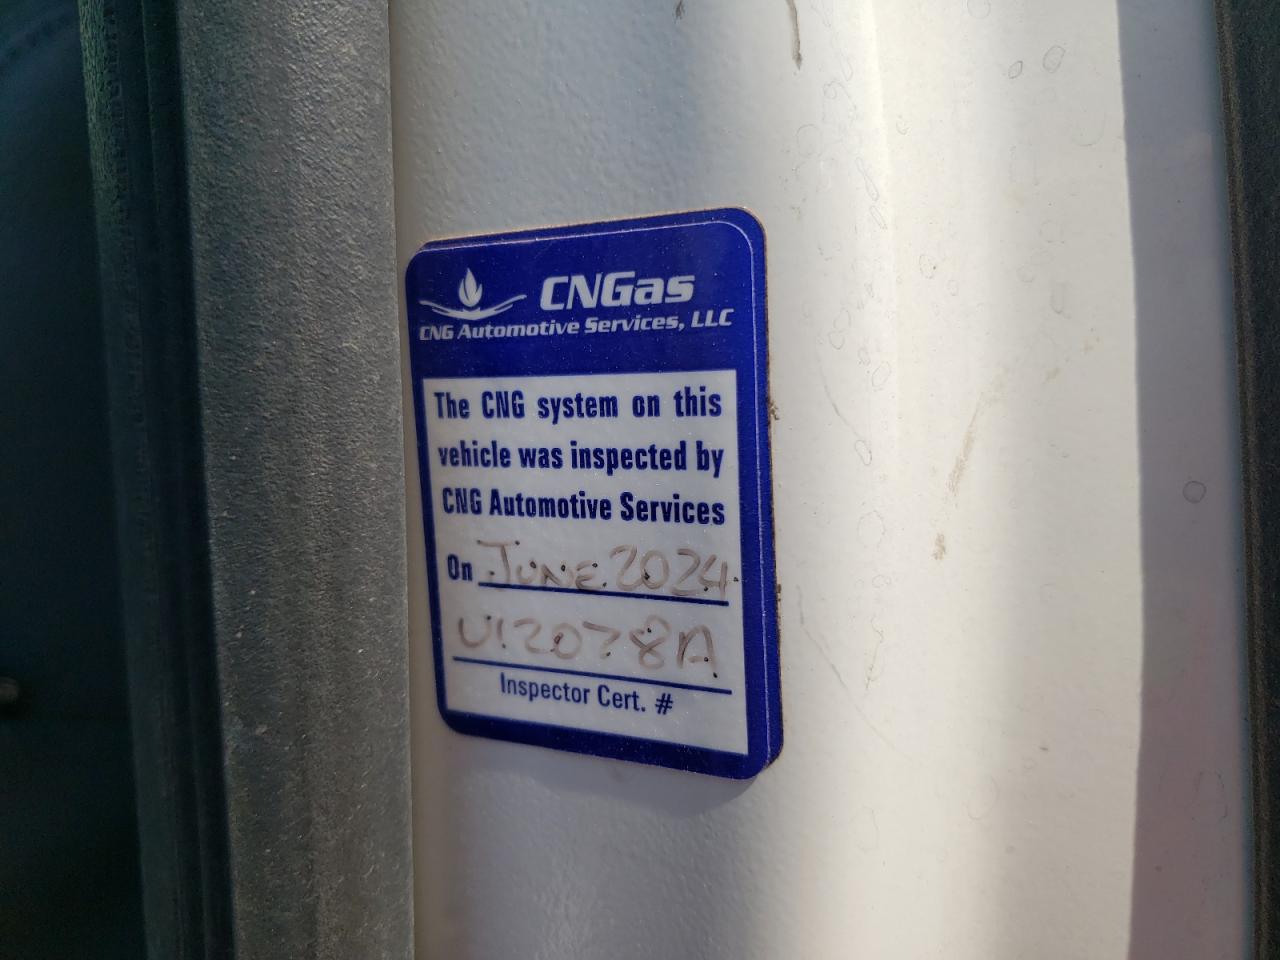 CNGas
CNG Automotive Services, LLC
The CNG system on this
vehicle was inspected by
CNG Automotive Services
On June 2024
U12078A
Inspector Cert. #